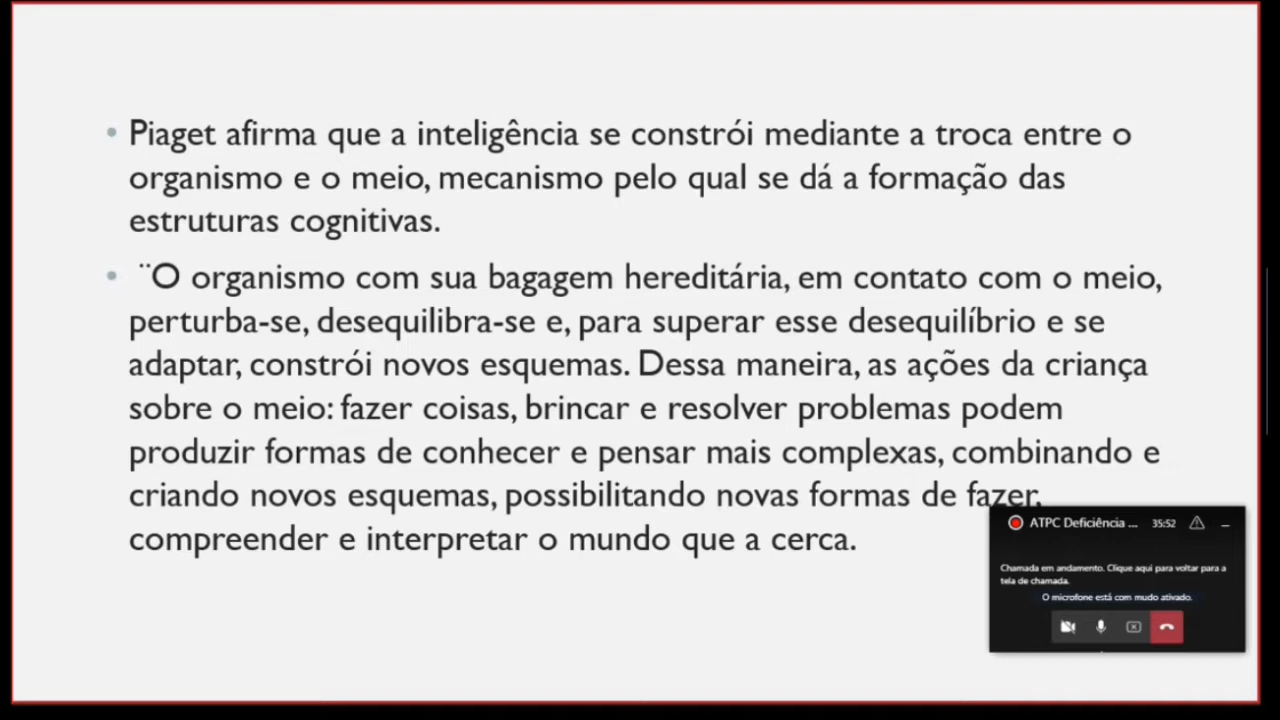 • Piaget afirma que a inteligência se constrói mediante a troca entre o
organismo e o meio, mecanismo pelo qual se dá a formação das
estruturas cognitivas.
• ¨O organismo com sua bagagem hereditária, em contato com o meio,
perturba-se, desequilibra-se e, para superar esse desequilíbrio e se
adaptar, constrói novos esquemas. Dessa maneira, as ações da criança
sobre o meio: fazer coisas, brincar e resolver problemas podem
produzir formas de conhecer e pensar mais complexas, combinando e
criando novos esquemas, possibilitando novas formas de fazer,
compreender e interpretar o mundo que a cerca.
ATPC Deficiência ... 35:52
Chamada em andamento. Clique aqui para voltar para a
tela de chamada.
O microfone está com mudo ativado.